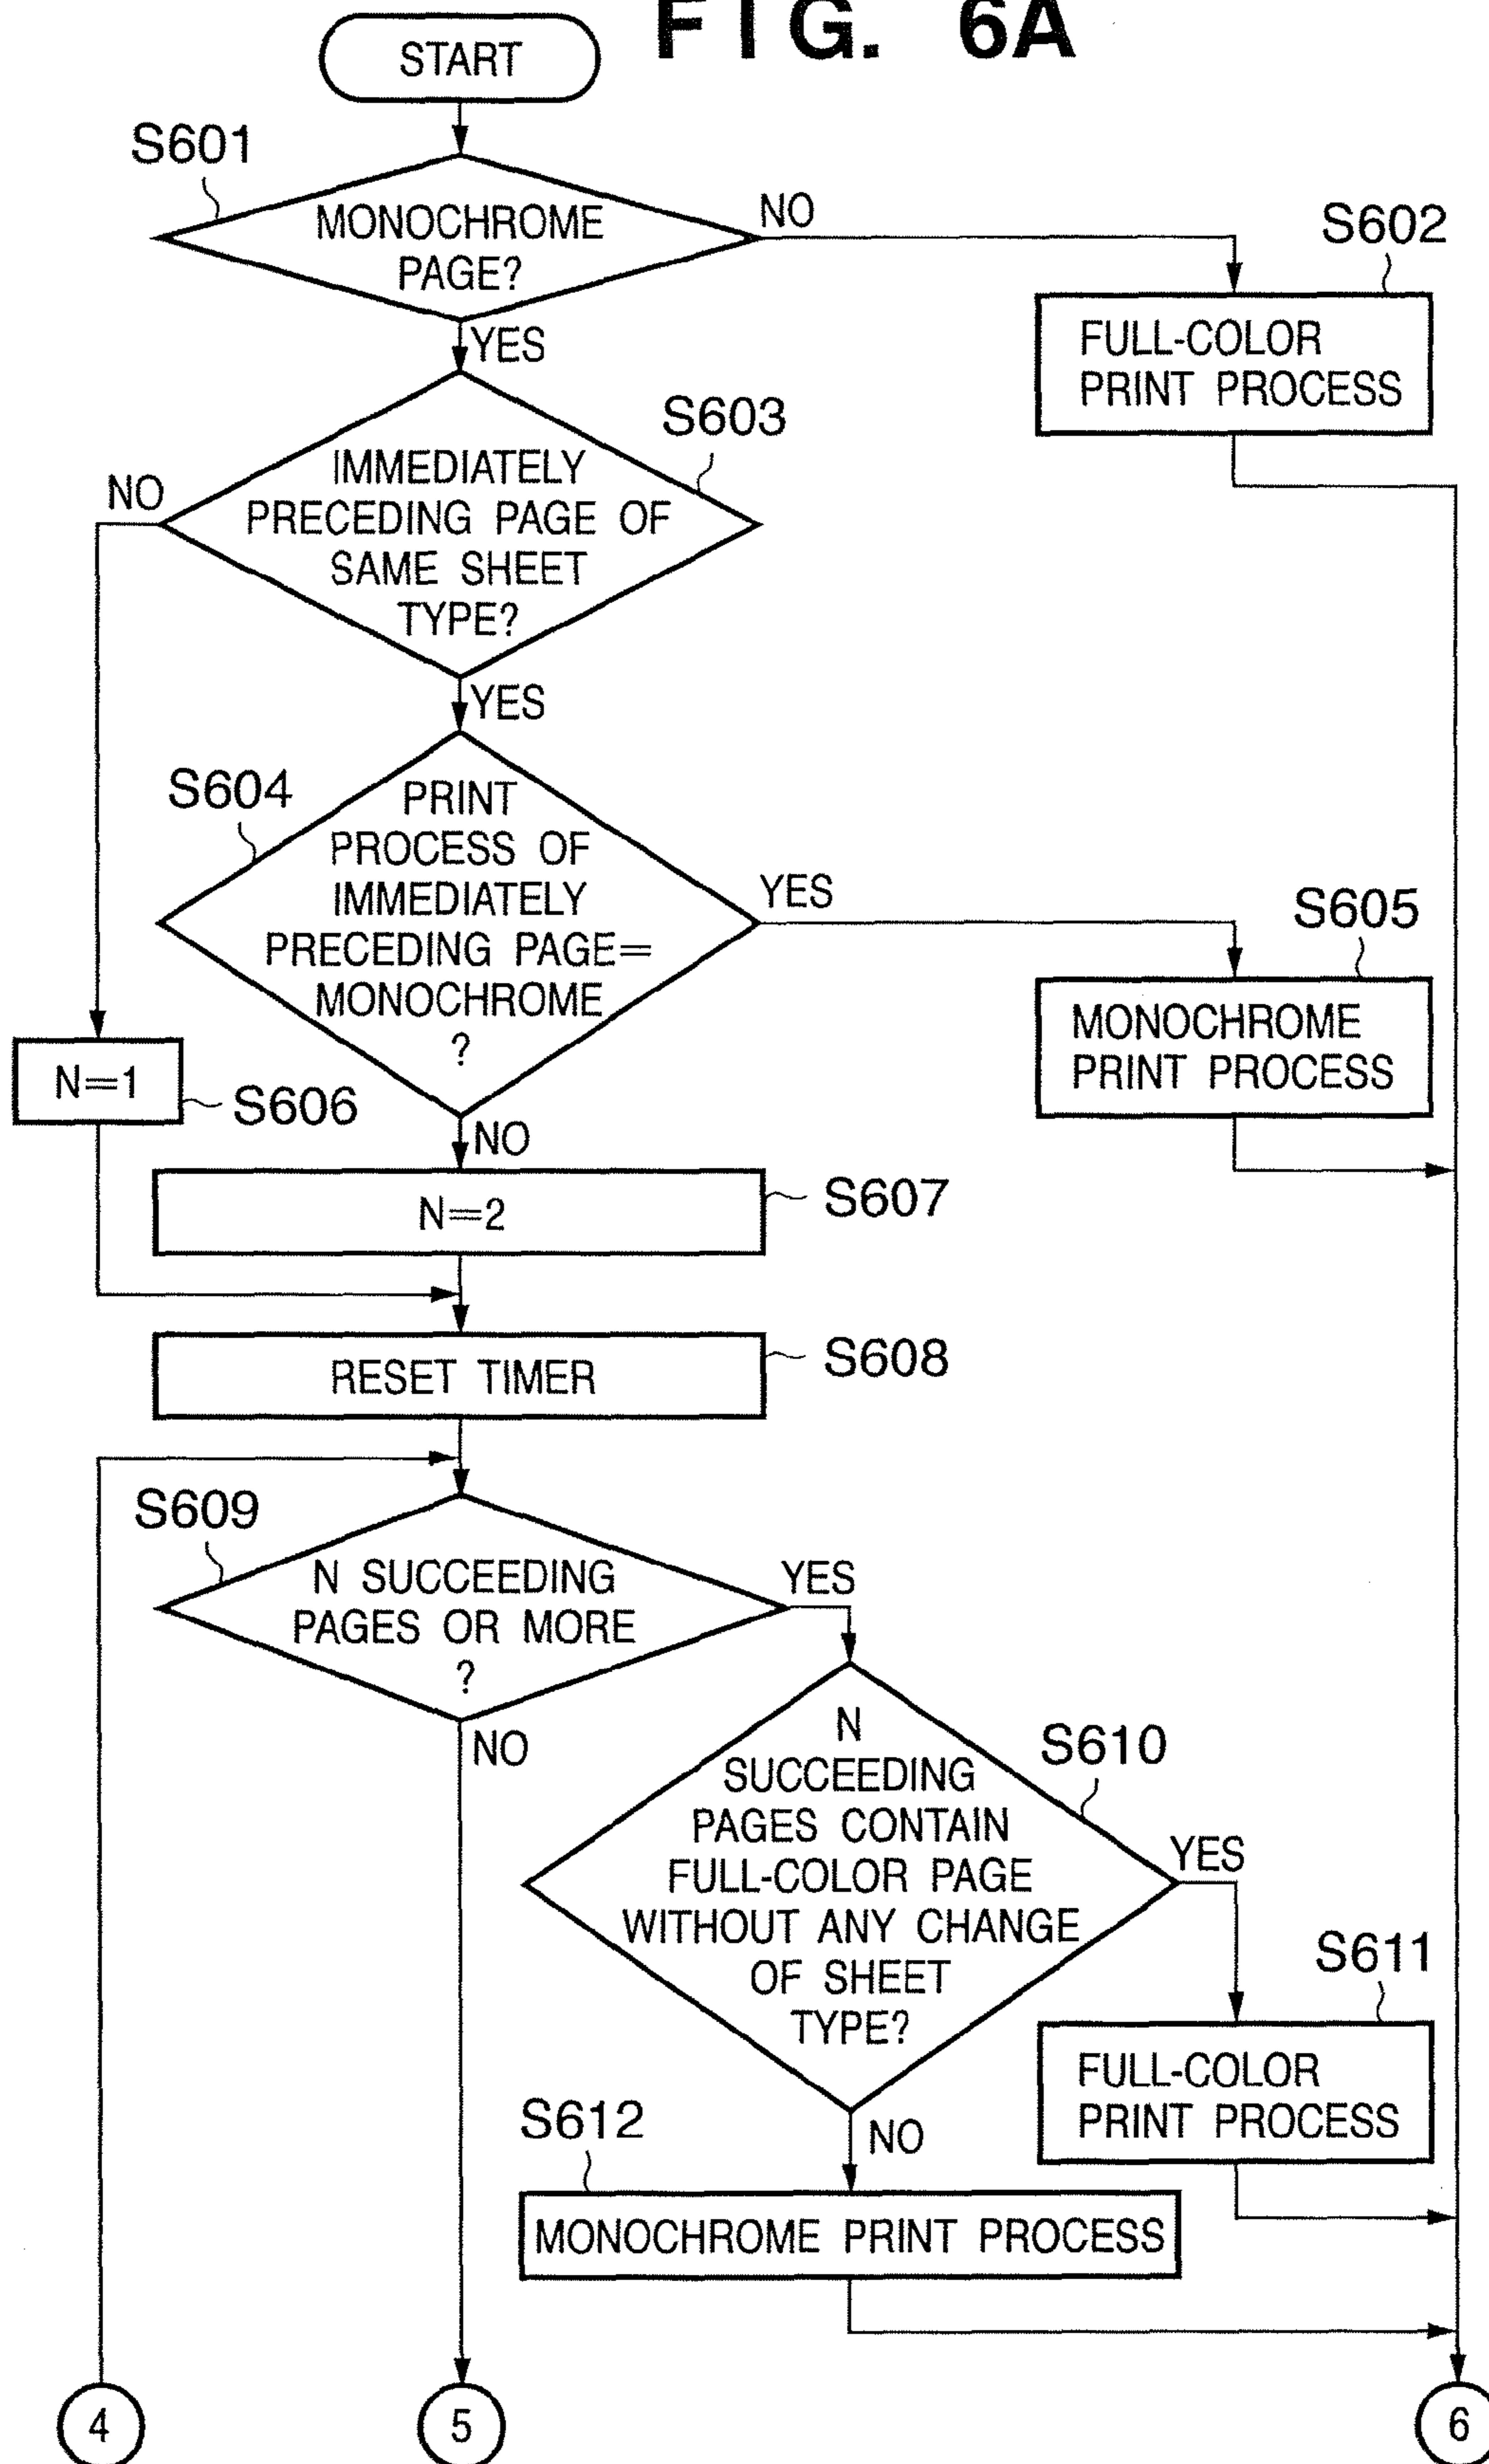 FIG. 6A
START
S601
MONOCHROME
PAGE?
NO
S602
FULL-COLOR
PRINT PROCESS
YES
S603
IMMEDIATELY
PRECEDING PAGE OF
SAME SHEET
TYPE?
NO
YES
S604
PRINT
PROCESS OF
IMMEDIATELY
PRECEDING PAGE=
MONOCHROME
?
YES
S605
MONOCHROME
PRINT PROCESS
N=1
S606
NO
N=2
S607
RESET TIMER
S608
S609
N SUCCEEDING
PAGES OR MORE
?
YES
NO
N
SUCCEEDING
PAGES CONTAIN
FULL-COLOR PAGE
WITHOUT ANY CHANGE
OF SHEET
TYPE?
S610
YES
S611
FULL-COLOR
PRINT PROCESS
NO
S612
MONOCHROME PRINT PROCESS
4
5
6